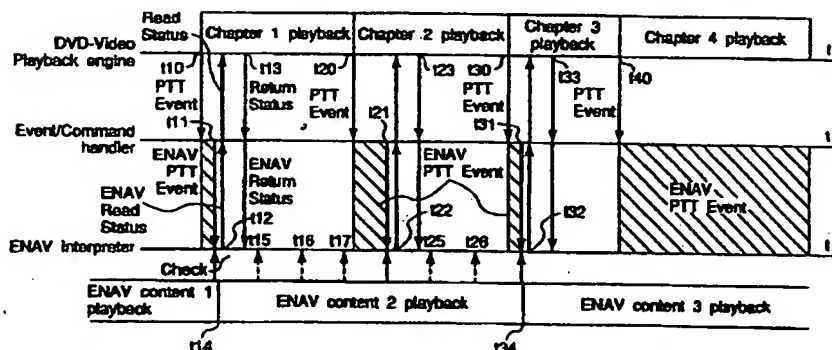 Read
Status
Chapter 1 playback
Chapter 2 playback
Chapter 3
playback
Chapter 4 playback
t
DVD-Video
Playback engine
t10
t13
t20
t23
t30
t33
t40
PTT
Event
Return
Status
PTT
Event
PTT
Event
PTT
Event
t11
t21
t31
Event/Command
handler
t
ENAV
PTT
Event
ENAV
Return
Status
ENAV
PTT Event
ENAV
PTT Event
ENAV
Read
Status
t12
t22
t32
ENAV interpreter
t15
t16
t17
t25
t26
t
Check
ENAV content 1
playback
ENAV content 2 playback
ENAV content 3 playback
t14
t34